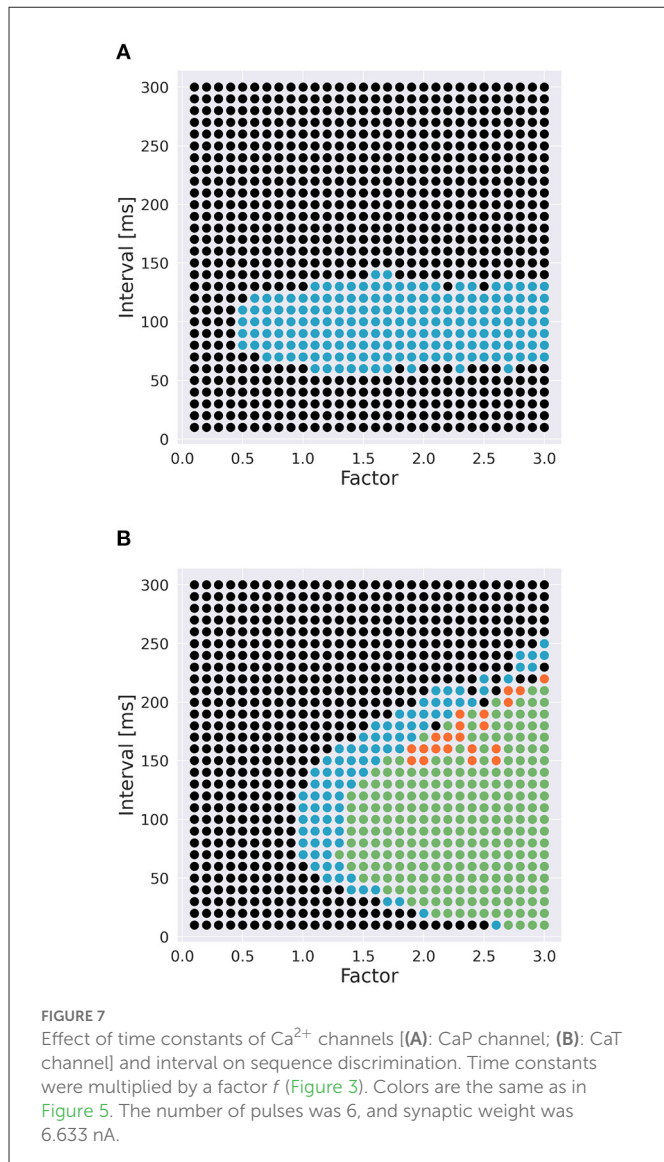 A
300
250
200
150
100
50
0
Interval [ms]
0.0 0.5 1.0 1.5 2.0 2.5 3.0
Factor
B
300
250
200
150
100
50
0
Interval [ms]
0.0 0.5 1.0 1.5 2.0 2.5 3.0
Factor
FIGURE 7
Effect of time constants of Ca²⁺ channels [(A): CaP channel; (B): CaT
channel] and interval on sequence discrimination. Time constants
were multiplied by a factor f (Figure 3). Colors are the same as in
Figure 5. The number of pulses was 6, and synaptic weight was
6.633 nA.